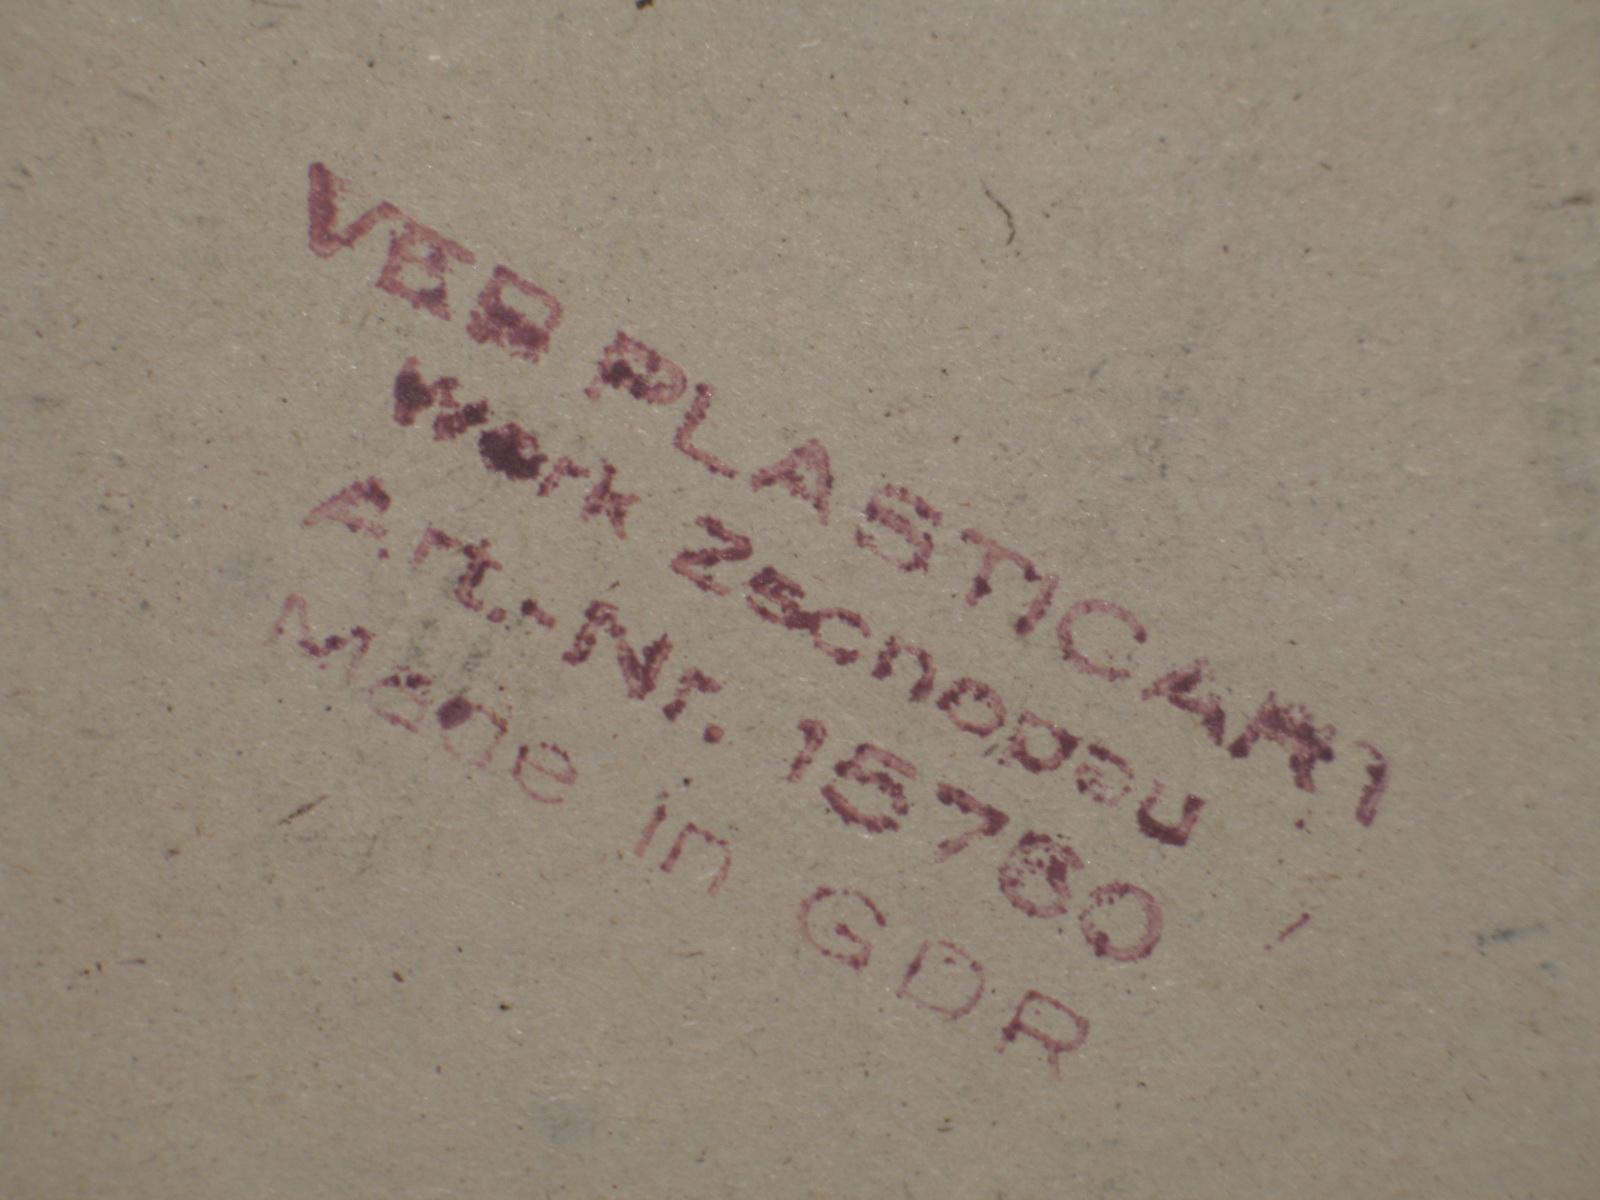 VEB PLASTICART
Werk Zschopau
Art.-Nr. 15760
Made in GDR